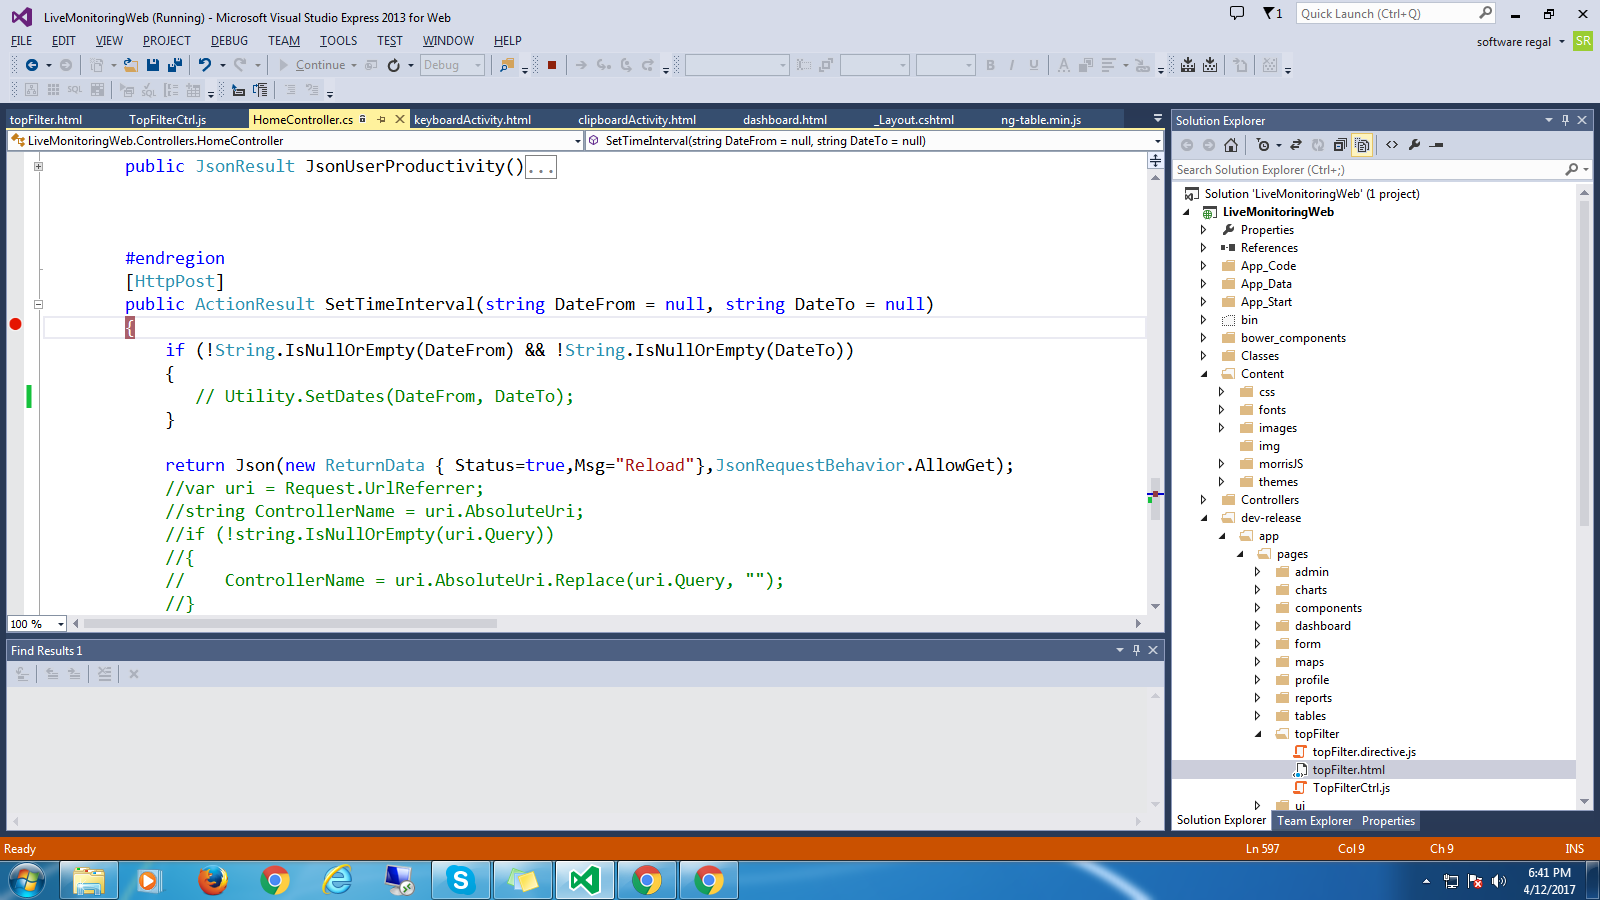 LiveMonitoringWeb (Running) - Microsoft Visual Studio Express 2013 for Web
1
Quick Launch (Ctrl+Q)
FILE EDIT VIEW PROJECT DEBUG TEAM TOOLS TEST WINDOW HELP
software regal SR
Continue Debug
B I U A
SQL SQL
topFilter.html TopFilterCtrl.js HomeController.cs keyboardActivity.html clipboardActivity.html dashboard.html _Layout.cshtml ng-table.min.js
LiveMonitoringWeb.Controllers.HomeController
SetTimeInterval(string DateFrom = null, string DateTo = null)
public JsonResult JsonUserProductivity()...
#endregion
[HttpPost]
public ActionResult SetTimeInterval(string DateFrom = null, string DateTo = null)
{
if (!String.IsNullOrEmpty(DateFrom) && !String.IsNullOrEmpty(DateTo))
{
// Utility.SetDates(DateFrom, DateTo);
}
return Json(new ReturnData { Status=true,Msg="Reload"},JsonRequestBehavior.AllowGet);
//var uri = Request.UrlReferrer;
//string ControllerName = uri.AbsoluteUri;
//if (!string.IsNullOrEmpty(uri.Query))
//{
//    ControllerName = uri.AbsoluteUri.Replace(uri.Query, "");
//}
100 %
Find Results 1
Solution Explorer
Search Solution Explorer (Ctrl+;)
Solution 'LiveMonitoringWeb' (1 project)
LiveMonitoringWeb
Properties
References
App_Code
App_Data
App_Start
bin
bower_components
Classes
Content
css
fonts
images
img
morrisJS
themes
Controllers
dev-release
app
pages
admin
charts
components
dashboard
form
maps
profile
reports
tables
topFilter
topFilter.directive.js
topFilter.html
TopFilterCtrl.js
ui
Solution Explorer Team Explorer Properties
Ready Ln 597 Col 9 Ch 9 INS
6:41 PM
4/12/2017